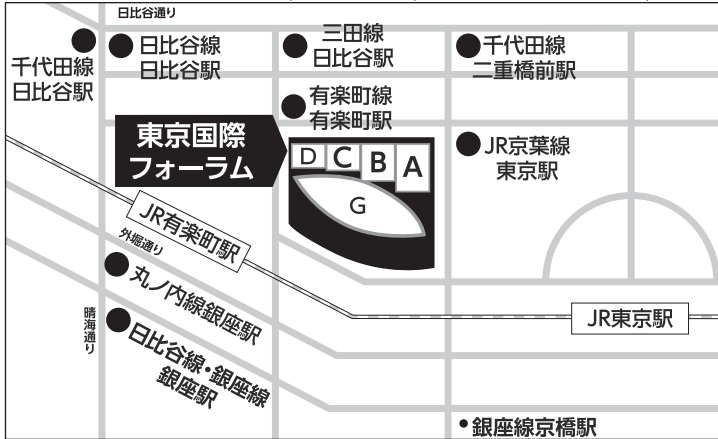 日比谷通り
千代田線
日比谷駅
日比谷線
日比谷駅
三田線
日比谷駅
千代田線
二重橋前駅
有楽町線
有楽町駅
東京国際
フォーラム
D
C
B
A
G
JR京葉線
東京駅
JR有楽町駅
外堀通り
丸ノ内線銀座駅
晴海通り
日比谷線・銀座線
銀座駅
JR東京駅
銀座線京橋駅